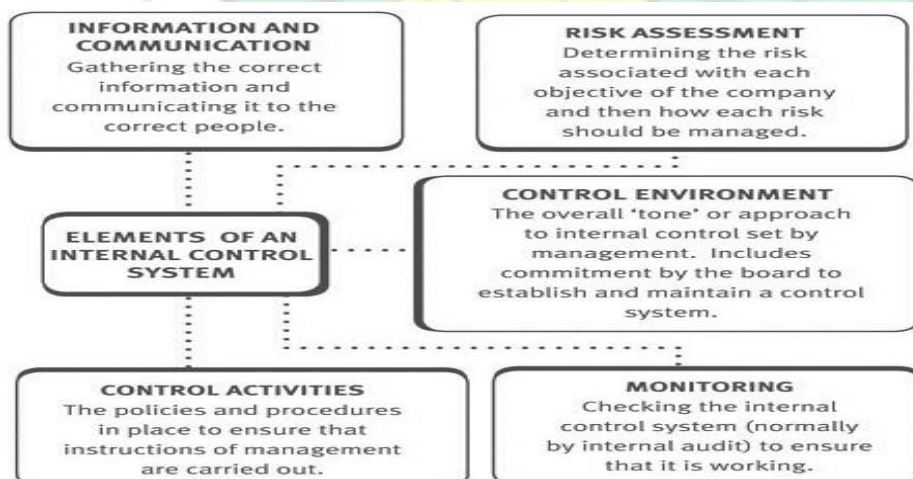 INFORMATION AND
COMMUNICATION
Gathering the correct
information and
communicating it to the
correct people.
RISK ASSESSMENT
Determining the risk
associated with each
objective of the company
and then how each risk
should be managed.
ELEMENTS OF AN
INTERNAL CONTROL
SYSTEM
CONTROL ENVIRONMENT
The overall ‘tone’ or approach
to internal control set by
management. Includes
commitment by the board to
establish and maintain a control
system.
CONTROL ACTIVITIES
The policies and procedures
in place to ensure that
instructions of management
are carried out.
MONITORING
Checking the internal
control system (normally
by internal audit) to ensure
that it is working.